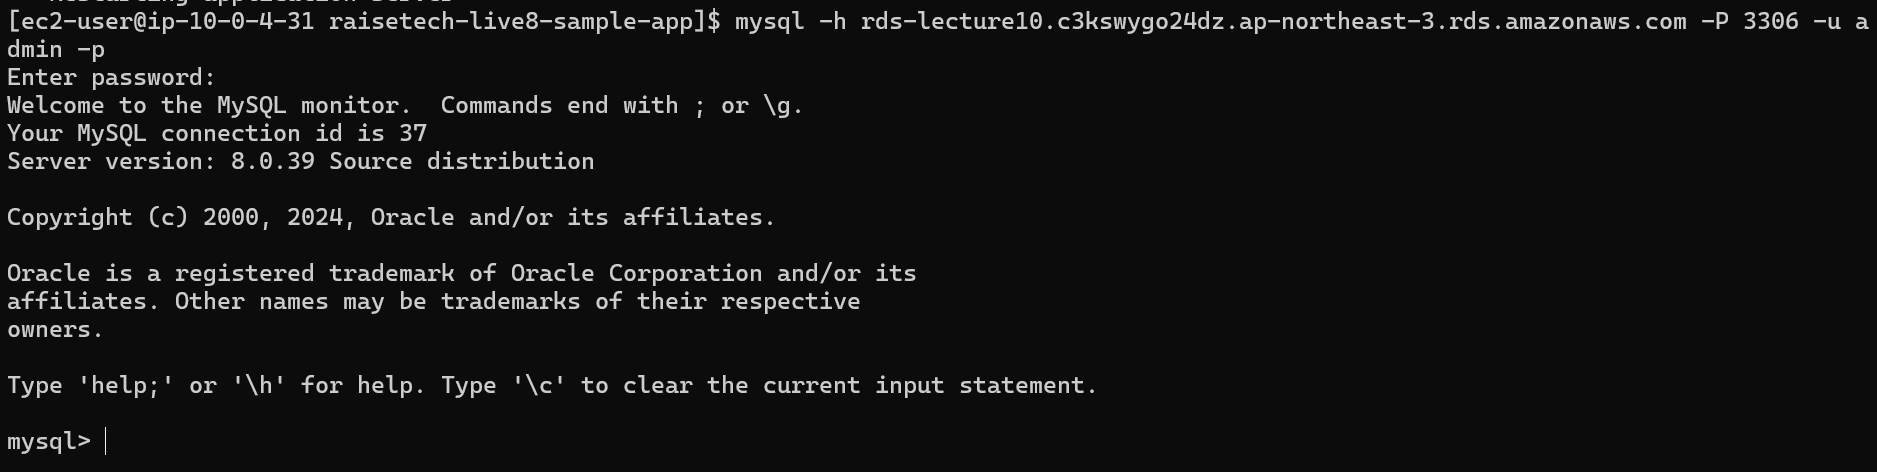 Restarting application server
[ec2-user@ip-10-0-4-31 raisetech-live8-sample-app]$ mysql -h rds-lecture10.c3kswygo24dz.ap-northeast-3.rds.amazonaws.com -P 3306 -u a
dmin -p
Enter password:
Welcome to the MySQL monitor.  Commands end with ; or \g.
Your MySQL connection id is 37
Server version: 8.0.39 Source distribution
Copyright (c) 2000, 2024, Oracle and/or its affiliates.
Oracle is a registered trademark of Oracle Corporation and/or its
affiliates. Other names may be trademarks of their respective
owners.
Type 'help;' or '\h' for help. Type '\c' to clear the current input statement.
mysql>